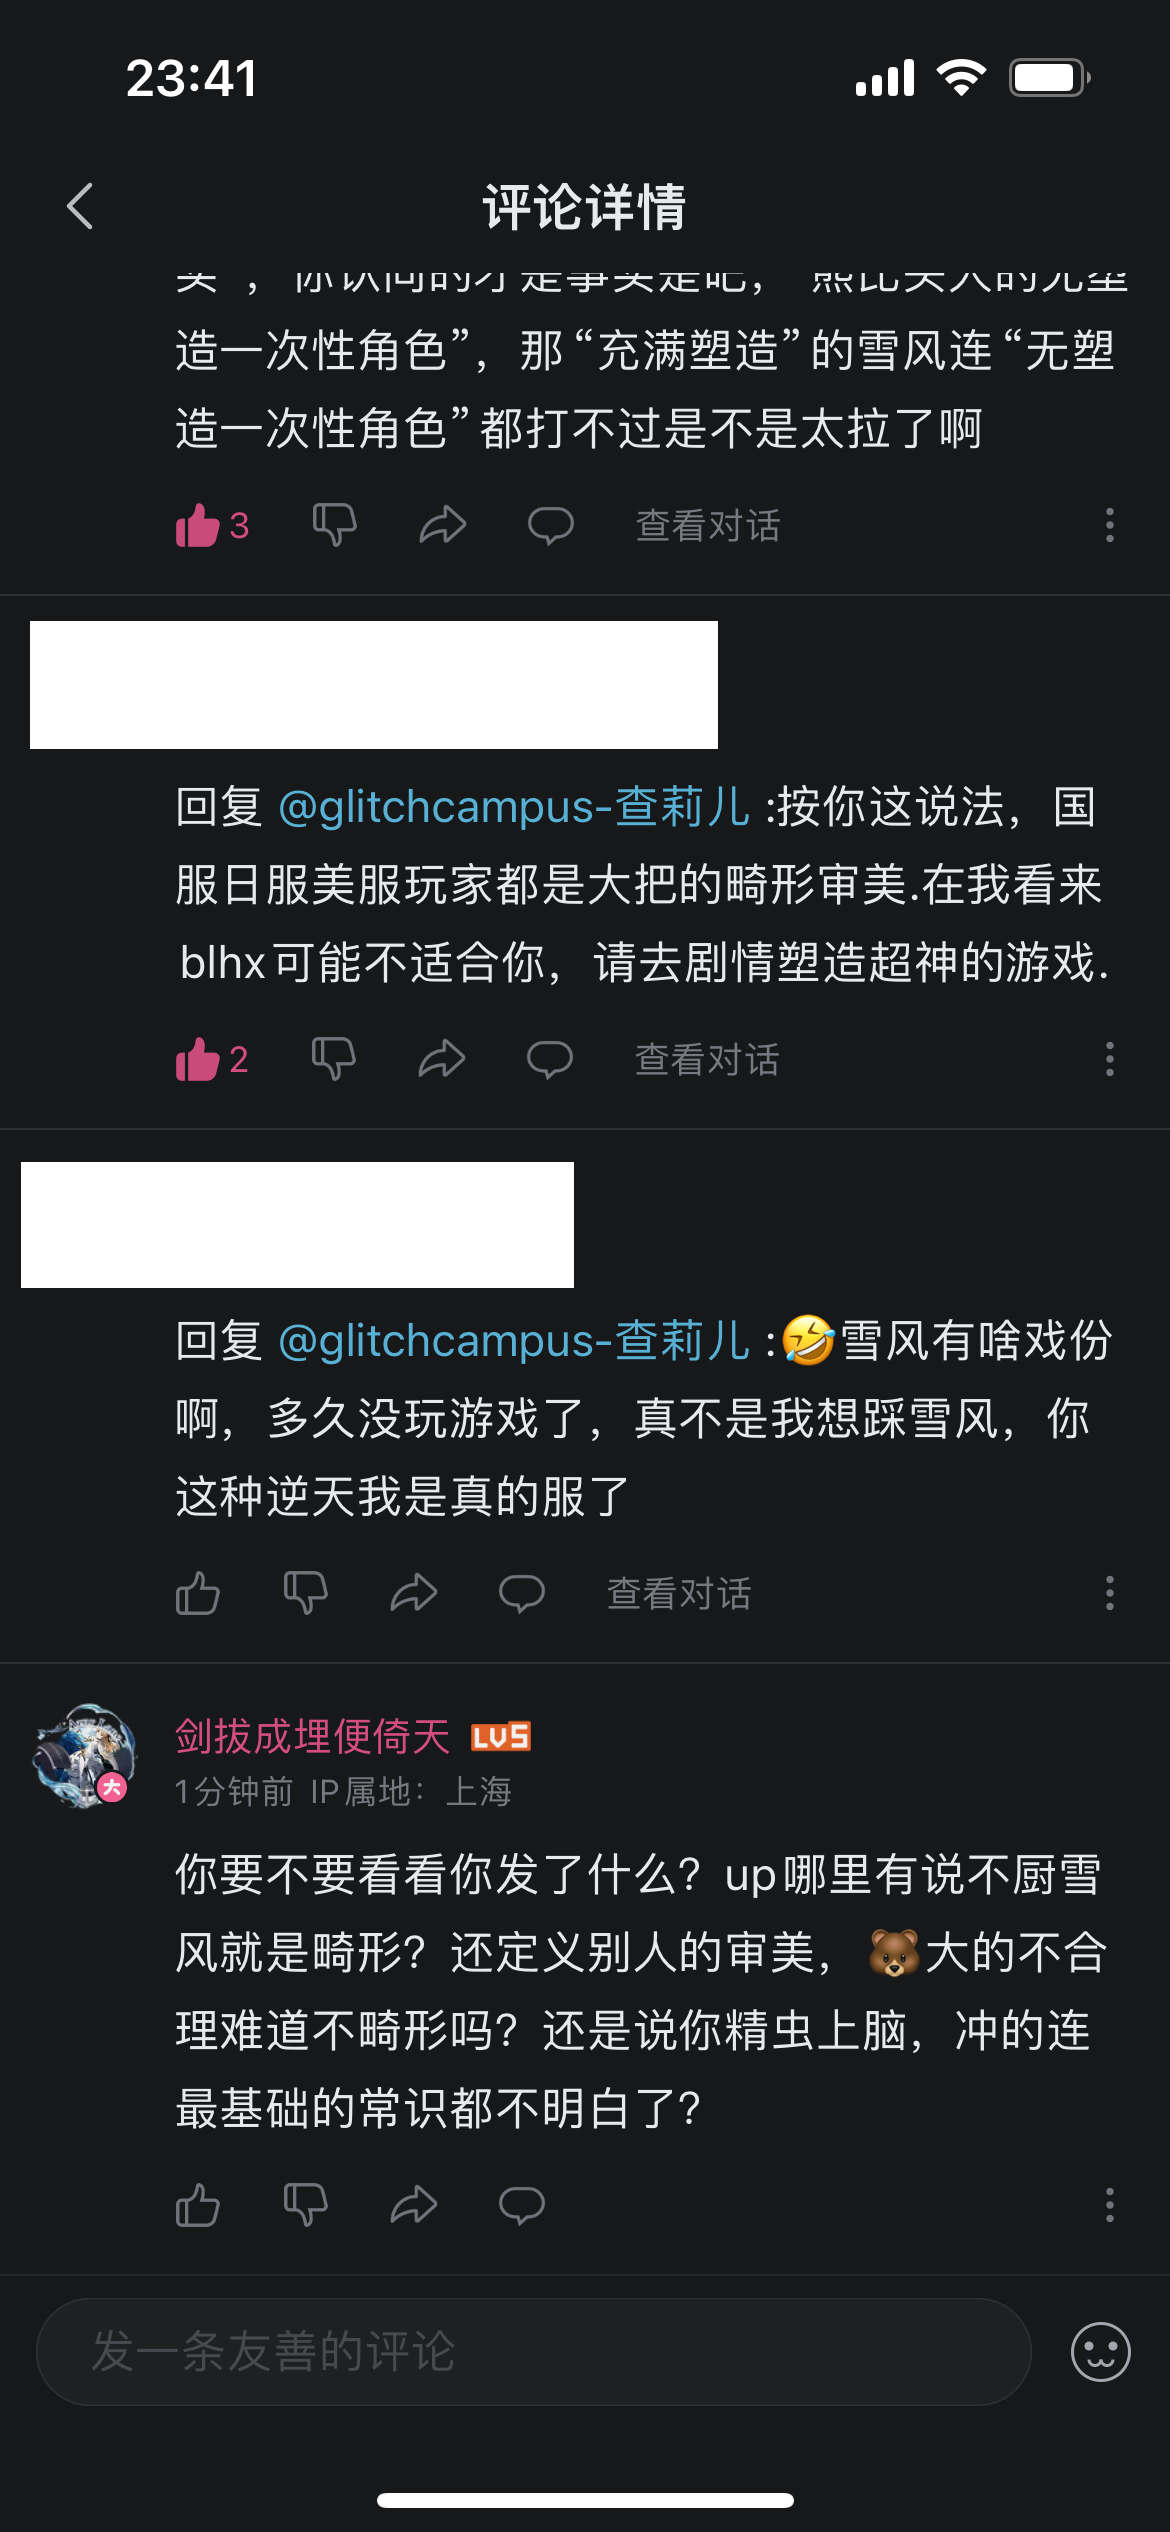 23:41
评论详情
造一次性角色”，那“充满塑造”的雪风连“无塑
造一次性角色”都打不过是不是太拉了啊
3
查看对话
回复 @glitchcampus-查莉儿 :按你这说法，国
服日服美服玩家都是大把的畸形审美.在我看来
blhx可能不适合你，请去剧情塑造超神的游戏.
2
查看对话
回复 @glitchcampus-查莉儿 :🤣雪风有啥戏份
啊，多久没玩游戏了，真不是我想踩雪风，你
这种逆天我是真的服了
查看对话
剑拔成埋便倚天 LV5
大
1分钟前 IP属地：上海
你要不要看看你发了什么？up哪里有说不厨雪
风就是畸形？还定义别人的审美，🐻大的不合
理难道不畸形吗？还是说你精虫上脑，冲的连
最基础的常识都不明白了？
发一条友善的评论